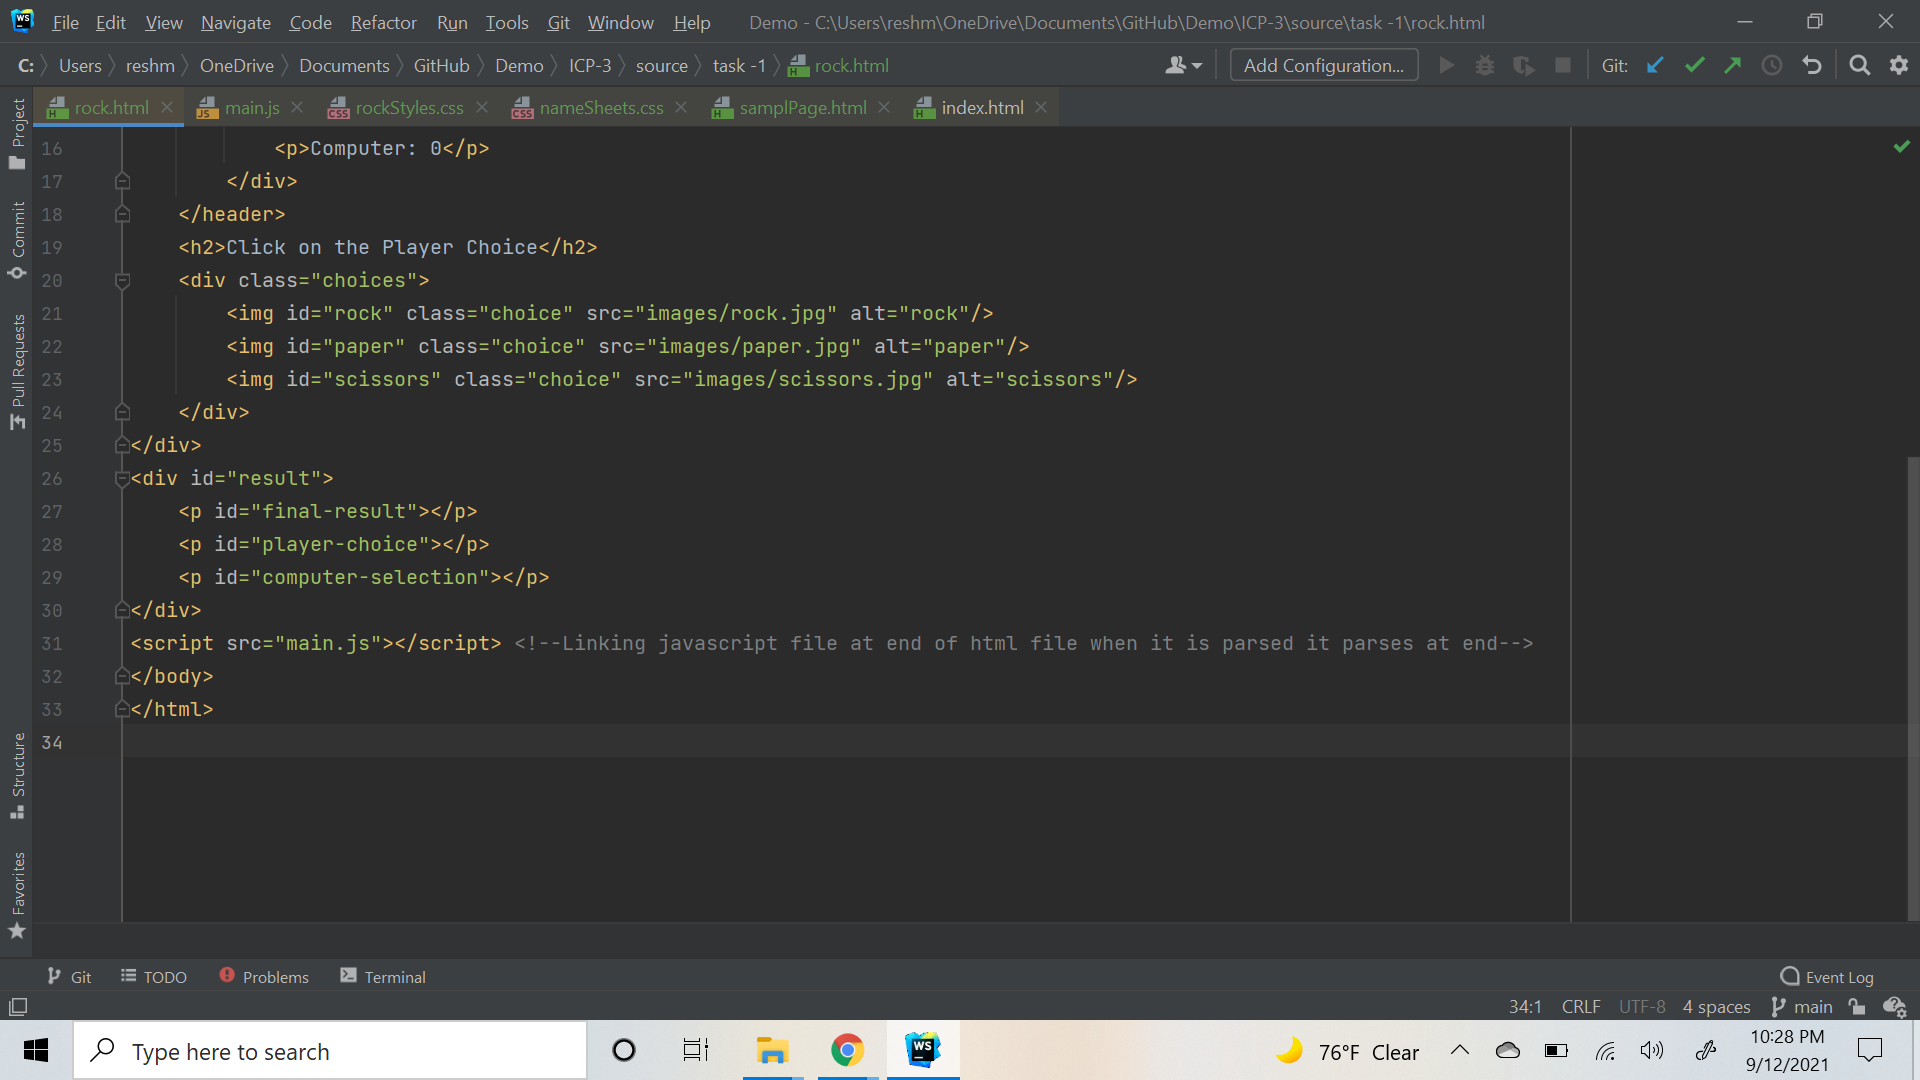 WS File Edit View Navigate Code Refactor Run Tools Git Window Help Demo - C:\Users\reshm\OneDrive\Documents\GitHub\Demo\ICP-3\source\task -1\rock.html
C: Users reshm OneDrive Documents GitHub Demo ICP-3 source task -1 rock.html Add Configuration... Git:
rock.html main.js rockStyles.css nameSheets.css samplPage.html index.html
Project
Commit
Pull Requests
Structure
Favorites
16 <p>Computer: 0</p>
17 </div>
18 </header>
19 <h2>Click on the Player Choice</h2>
20 <div class="choices">
21 <img id="rock" class="choice" src="images/rock.jpg" alt="rock"/>
22 <img id="paper" class="choice" src="images/paper.jpg" alt="paper"/>
23 <img id="scissors" class="choice" src="images/scissors.jpg" alt="scissors"/>
24 </div>
25 </div>
26 <div id="result">
27 <p id="final-result"></p>
28 <p id="player-choice"></p>
29 <p id="computer-selection"></p>
30 </div>
31 <script src="main.js"></script> <!--Linking javascript file at end of html file when it is parsed it parses at end-->
32 </body>
33 </html>
34
Git TODO Problems Terminal Event Log
34:1 CRLF UTF-8 4 spaces main
Type here to search WS 76°F Clear 10:28 PM
9/12/2021